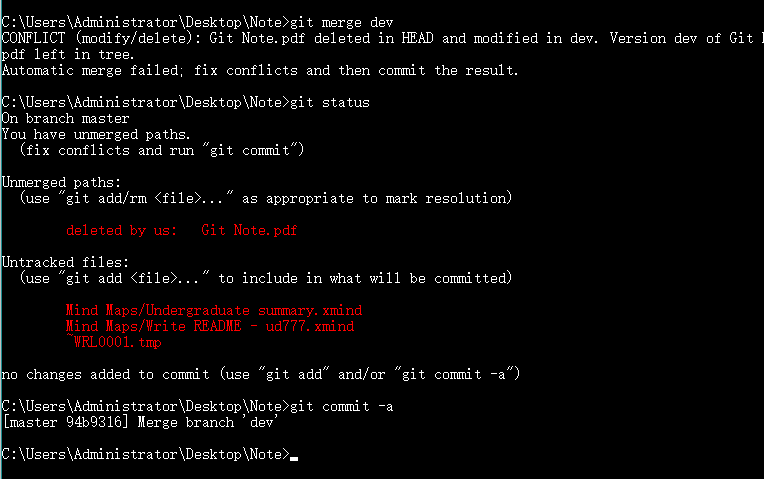 C:\Users\Administrator\Desktop\Note>git merge dev
CONFLICT (modify/delete): Git Note.pdf deleted in HEAD and modified in dev. Version dev of Git
pdf left in tree.
Automatic merge failed; fix conflicts and then commit the result.
C:\Users\Administrator\Desktop\Note>git status
On branch master
You have unmerged paths.
(fix conflicts and run "git commit")
Unmerged paths:
(use "git add/rm <file>..." as appropriate to mark resolution)
deleted by us: Git Note.pdf
Untracked files:
(use "git add <file>..." to include in what will be committed)
Mind Maps/Undergraduate summary.xmind
Mind Maps/Write README - ud777.xmind
~WRL0001.tmp
no changes added to commit (use "git add" and/or "git commit -a")
C:\Users\Administrator\Desktop\Note>git commit -a
[master 94b9316] Merge branch 'dev'
C:\Users\Administrator\Desktop\Note>